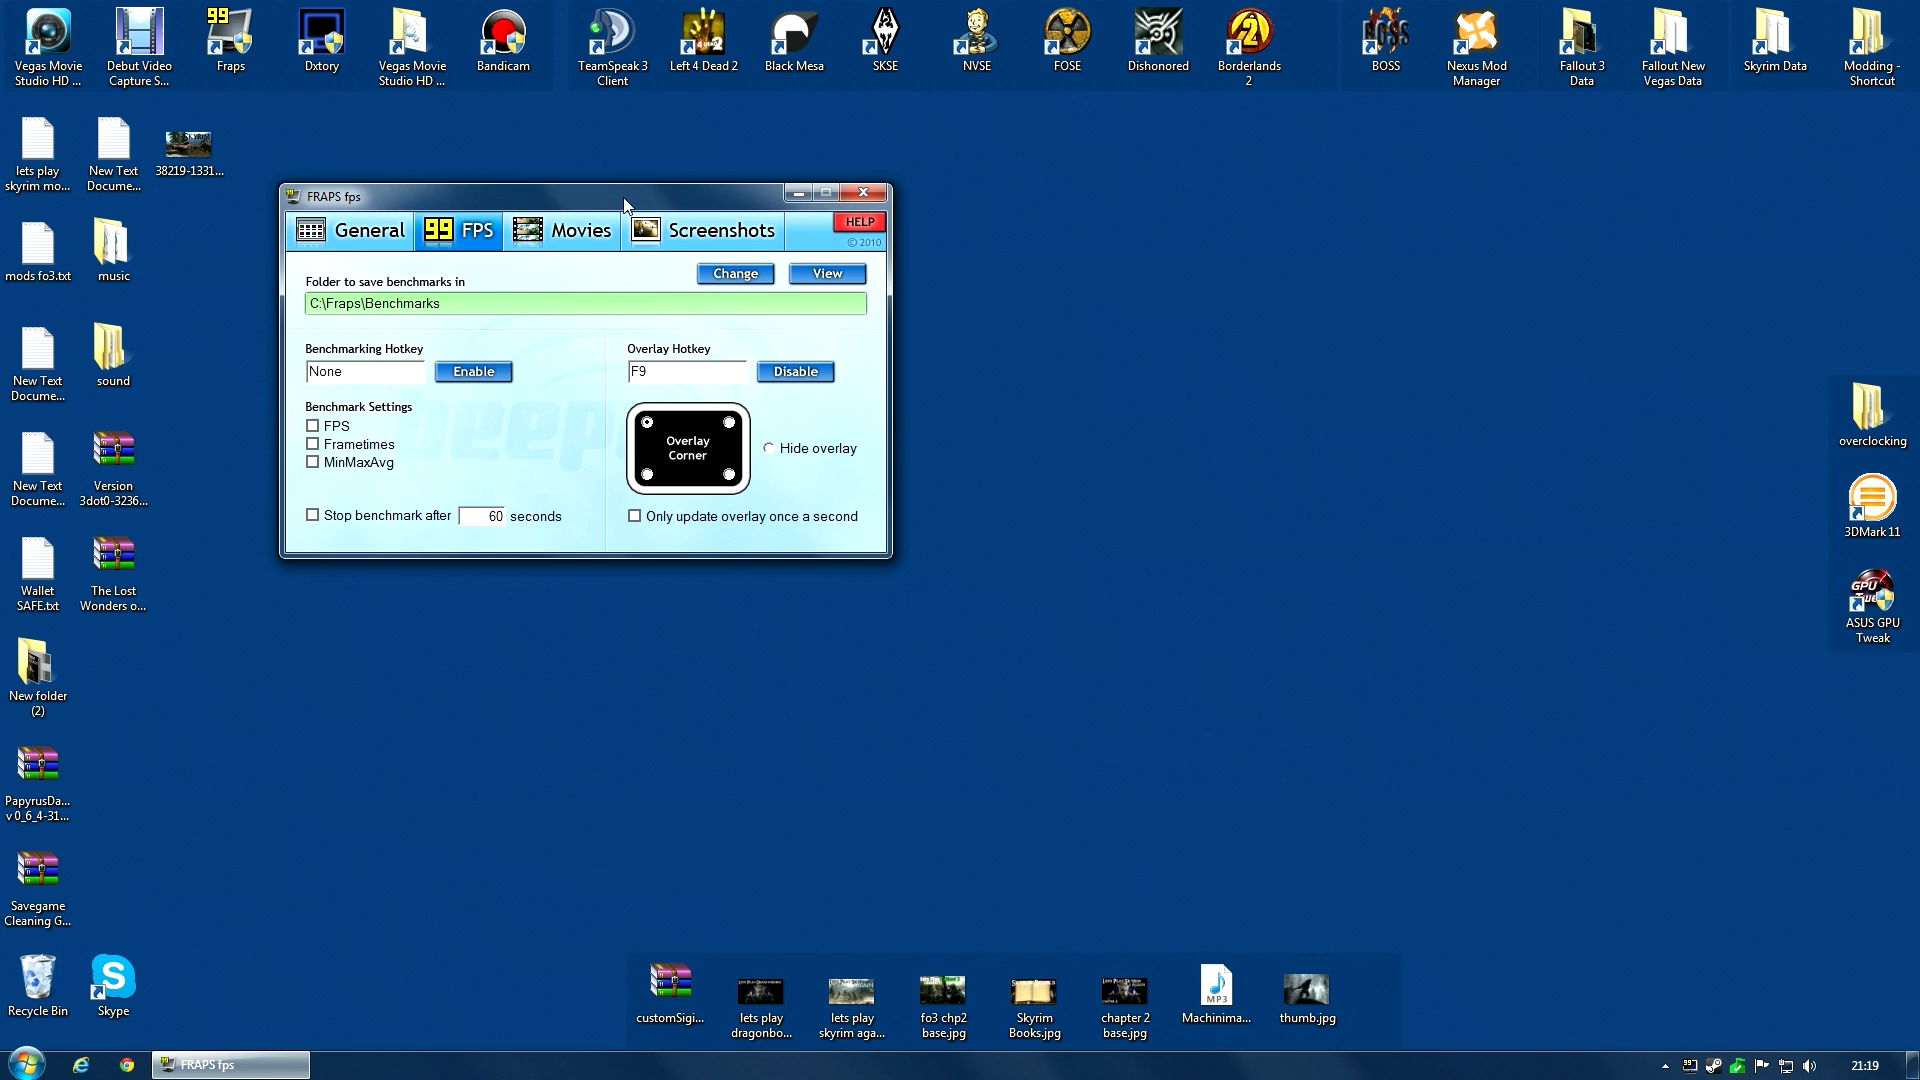 Vegas Movie
Studio HD ...
Debut Video
Capture S...
99
Fraps
Dxtory
Vegas Movie
Studio HD ...
Bandicam
TeamSpeak 3
Client
Left 4 Dead 2
Black Mesa
SKSE
NVSE
FOSE
Dishonored
Borderlands
2
BOSS
Nexus Mod
Manager
Fallout 3
Data
Fallout New
Vegas Data
Skyrim Data
Modding -
Shortcut
lets play
skyrim mo...
New Text
Docume...
38219-1331...
mods fo3.txt
music
New Text
Docume...
sound
New Text
Docume...
Version
3dot0-3236...
Wallet
SAFE.txt
The Lost
Wonders o...
New folder
(2)
PapyrusDa...
v 0_6_4-31...
Savegame
Cleaning G...
Recycle Bin
Skype
FRAPS fps
General
99 FPS
Movies
Screenshots
HELP
© 2010
Folder to save benchmarks in
Change
View
C:\Fraps\Benchmarks
Benchmarking Hotkey
None
Enable
Overlay Hotkey
F9
Disable
Benchmark Settings
FPS
Frametimes
MinMaxAvg
Overlay
Corner
Hide overlay
Stop benchmark after 60 seconds
Only update overlay once a second
overclocking
3DMark 11
ASUS GPU
Tweak
customSigi...
lets play
dragonbo...
lets play
skyrim aga...
fo3 chp2
base.jpg
Skyrim
Books.jpg
chapter 2
base.jpg
MP3
Machinima...
thumb.jpg
FRAPS fps
21:19